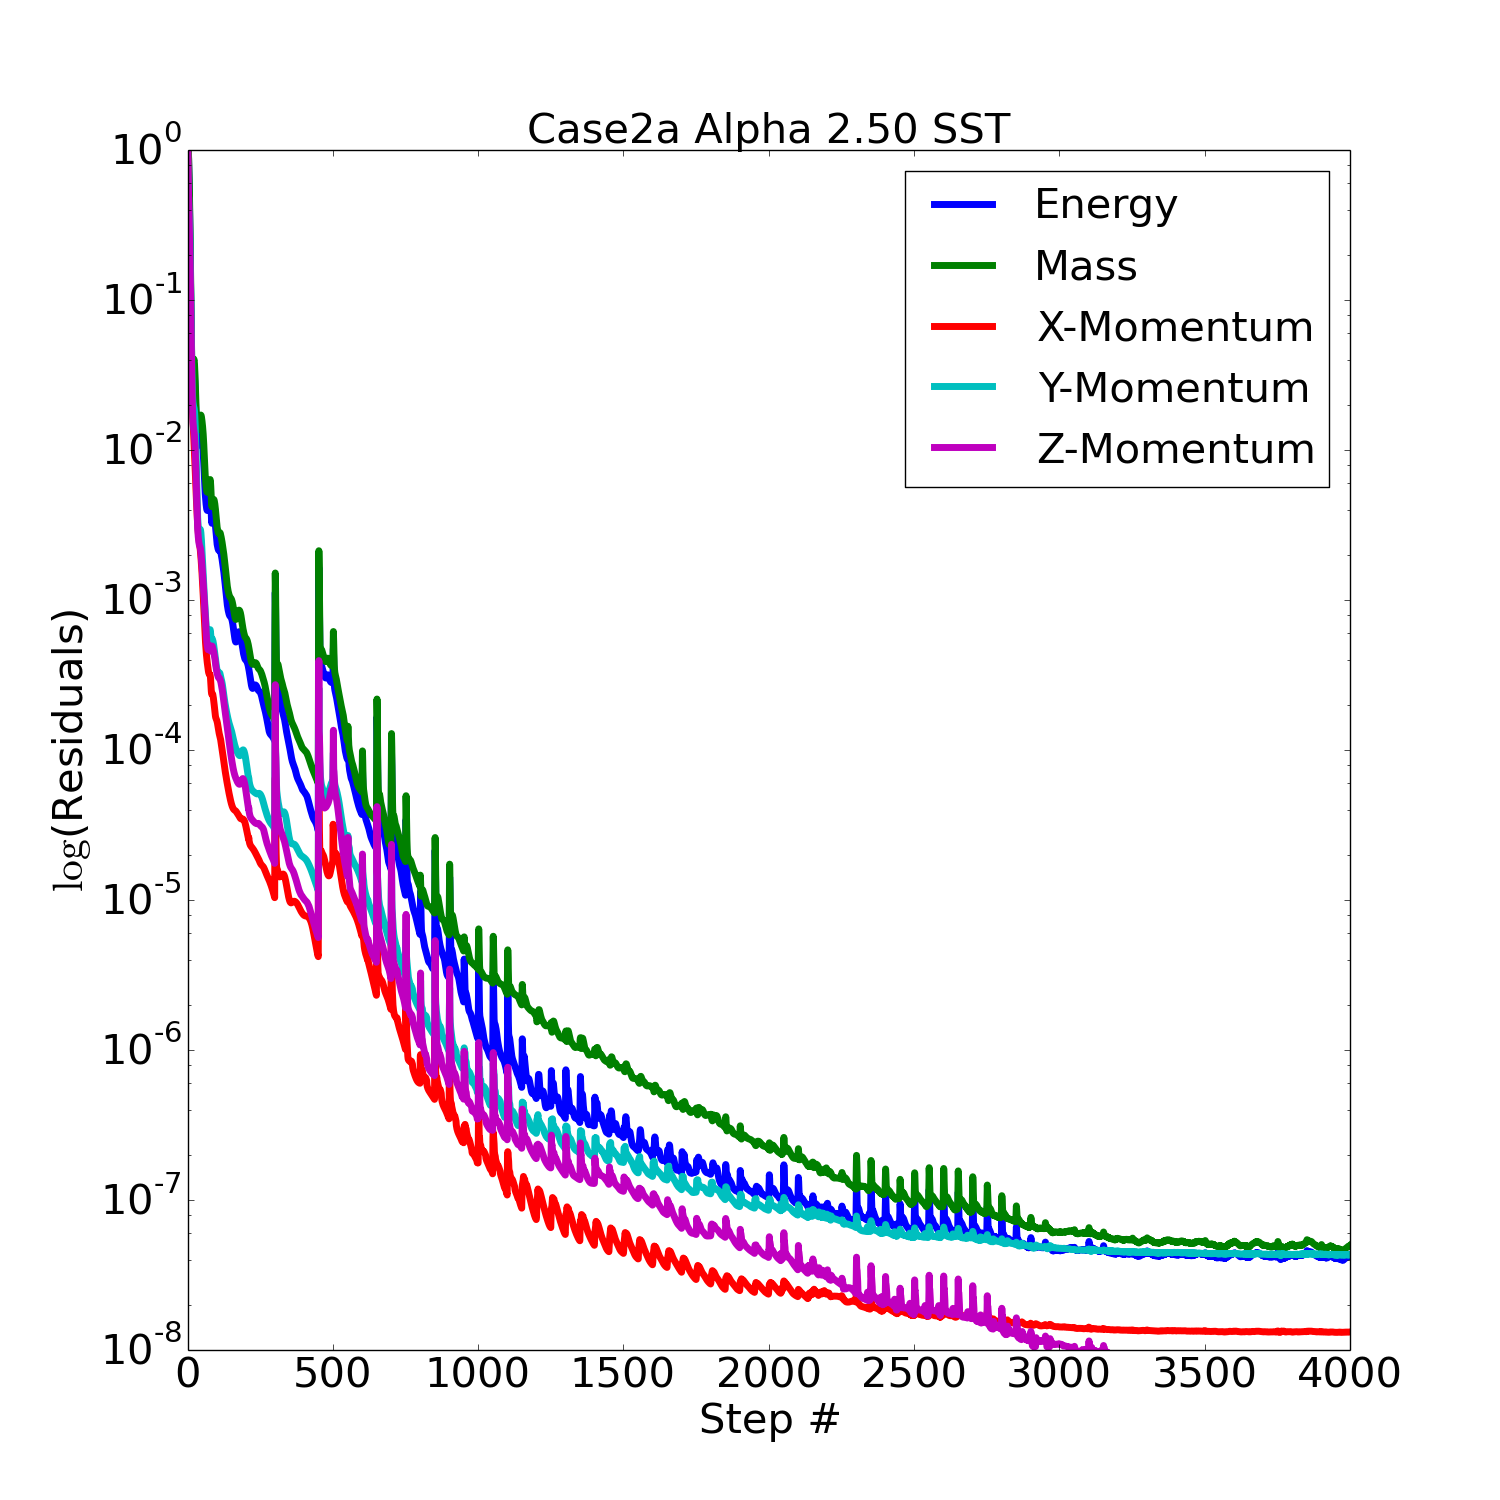 Case2a Alpha 2.50 SST
10^0
10^-1
10^-2
10^-3
10^-4
10^-5
10^-6
10^-7
10^-8
log(Residuals)
Energy
Mass
X-Momentum
Y-Momentum
Z-Momentum
0 500 1000 1500 2000 2500 3000 3500 4000
Step #